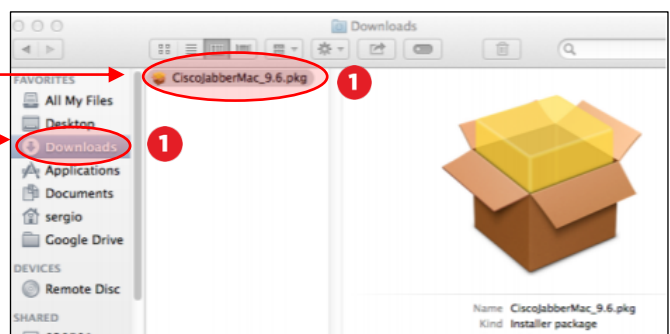 Downloads
FAVORITES
All My Files
Desktop
Downloads
Applications
Documents
sergio
Google Drive
DEVICES
Remote Disc
SHARED
CiscoJabberMac_9.6.pkg
1
1
Name CiscoJabberMac_9.6.pkg
Kind Installer package